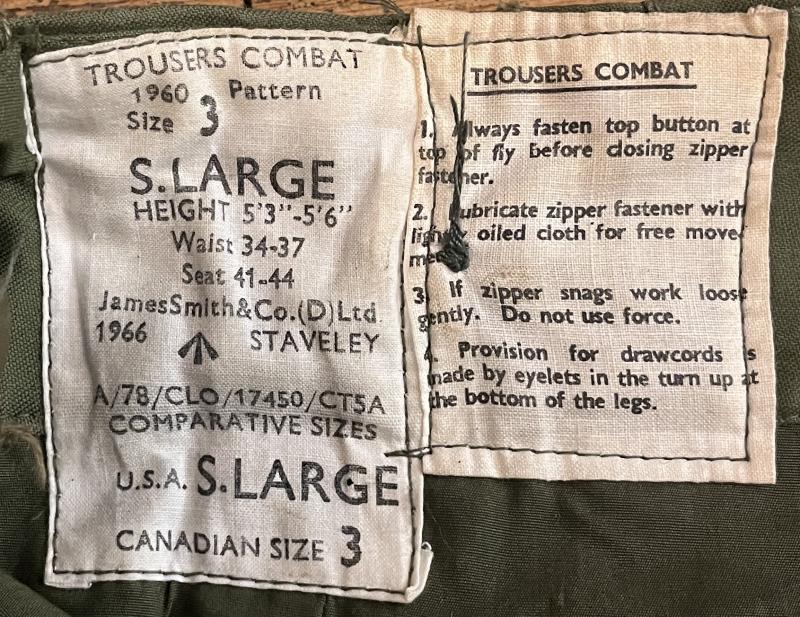 TROUSERS COMBAT
1960 Pattern
Size 3
S.LARGE
HEIGHT 5'3"-5'6"
Waist 34-37
Seat 41-44
JamesSmith&Co.(D)Ltd.
1966 STAVELEY
A/78/CLO/17450/CT5A
COMPARATIVE SIZES
U.S.A. S.LARGE
CANADIAN SIZE 3
TROUSERS COMBAT
1. Always fasten top button at
top of fly before closing zipper
fastener.
2. Lubricate zipper fastener with
lightly oiled cloth for free move-
ment.
3. If zipper snags work loose
gently. Do not use force.
4. Provision for drawcords is
made by eyelets in the turn up at
the bottom of the legs.